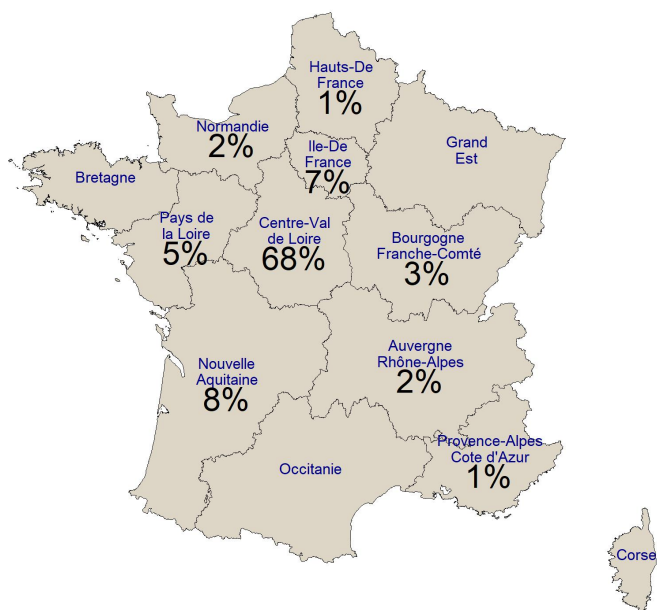 Hauts-De
France
1%
Normandie
2%
Ile-De
France
7%
Grand
Est
Bretagne
Pays de
la Loire
5%
Centre-Val
de Loire
68%
Bourgogne
Franche-Comté
3%
Nouvelle
Aquitaine
8%
Auvergne
Rhône-Alpes
2%
Provence-Alpes
Cote d'Azur
1%
Occitanie
Corse